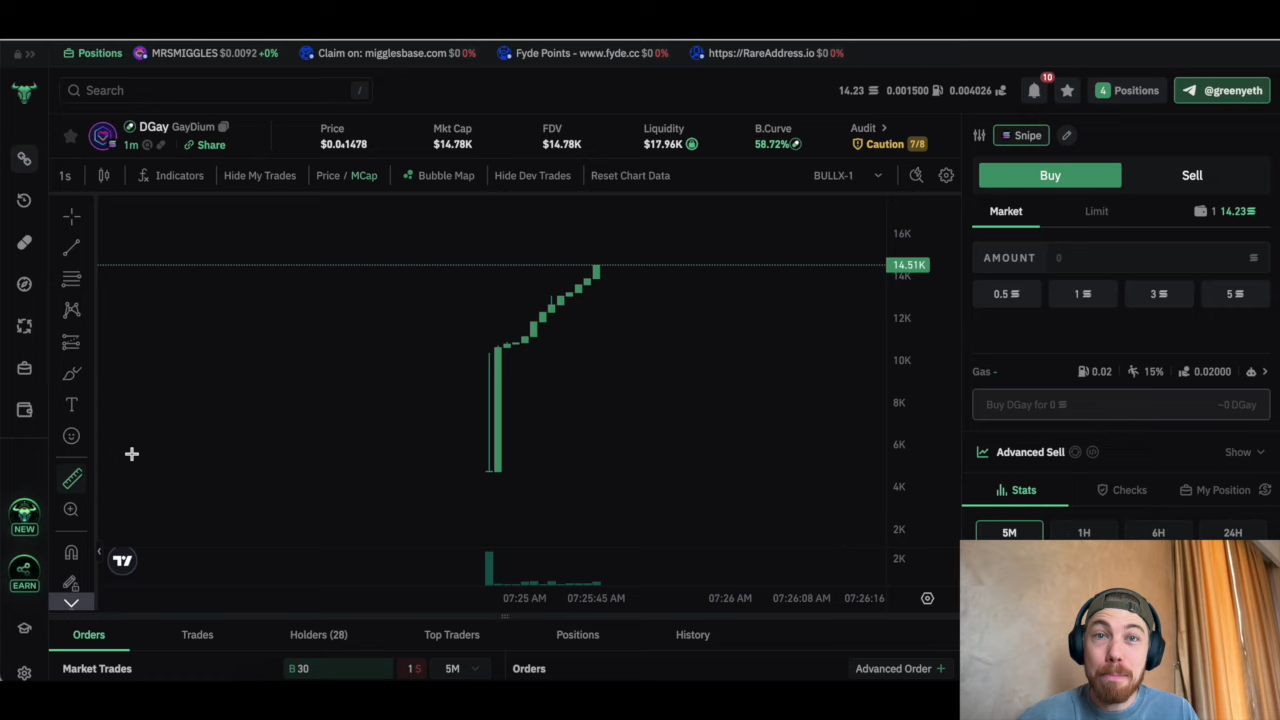 Positions MRSMIGGLES $0.0092 +0% Claim on: migglesbase.com $0 0% Fyde Points - www.fyde.cc $0 0% https://RareAddress.io $0 0%
Search / 14.23 0.001500 0.004026 10 4 Positions @greenyeth
DGay GayDium
1m Share
Price
$0.0₄1478
Mkt Cap
$14.78K
FDV
$14.78K
Liquidity
$17.96K
B.Curve
58.72%
Audit
Caution 7/8
1s Indicators Hide My Trades Price / MCap Bubble Map Hide Dev Trades Reset Chart Data BULLX-1
16K
14.51K
14K
12K
10K
8K
6K
4K
2K
2K
07:25 AM 07:25:45 AM 07:26 AM 07:26:08 AM 07:26:16
T
NEW
EARN
Snipe
Buy Sell
Market Limit 1 14.23
AMOUNT 0
0.5 1 3 5
Gas - 0.02 15% 0.02000
Buy DGay for 0 ~0 DGay
Advanced Sell Show
Stats Checks My Position
5M 1H 6H 24H
Orders Trades Holders (28) Top Traders Positions History
Market Trades B 30 1 S 5M Orders Advanced Order +